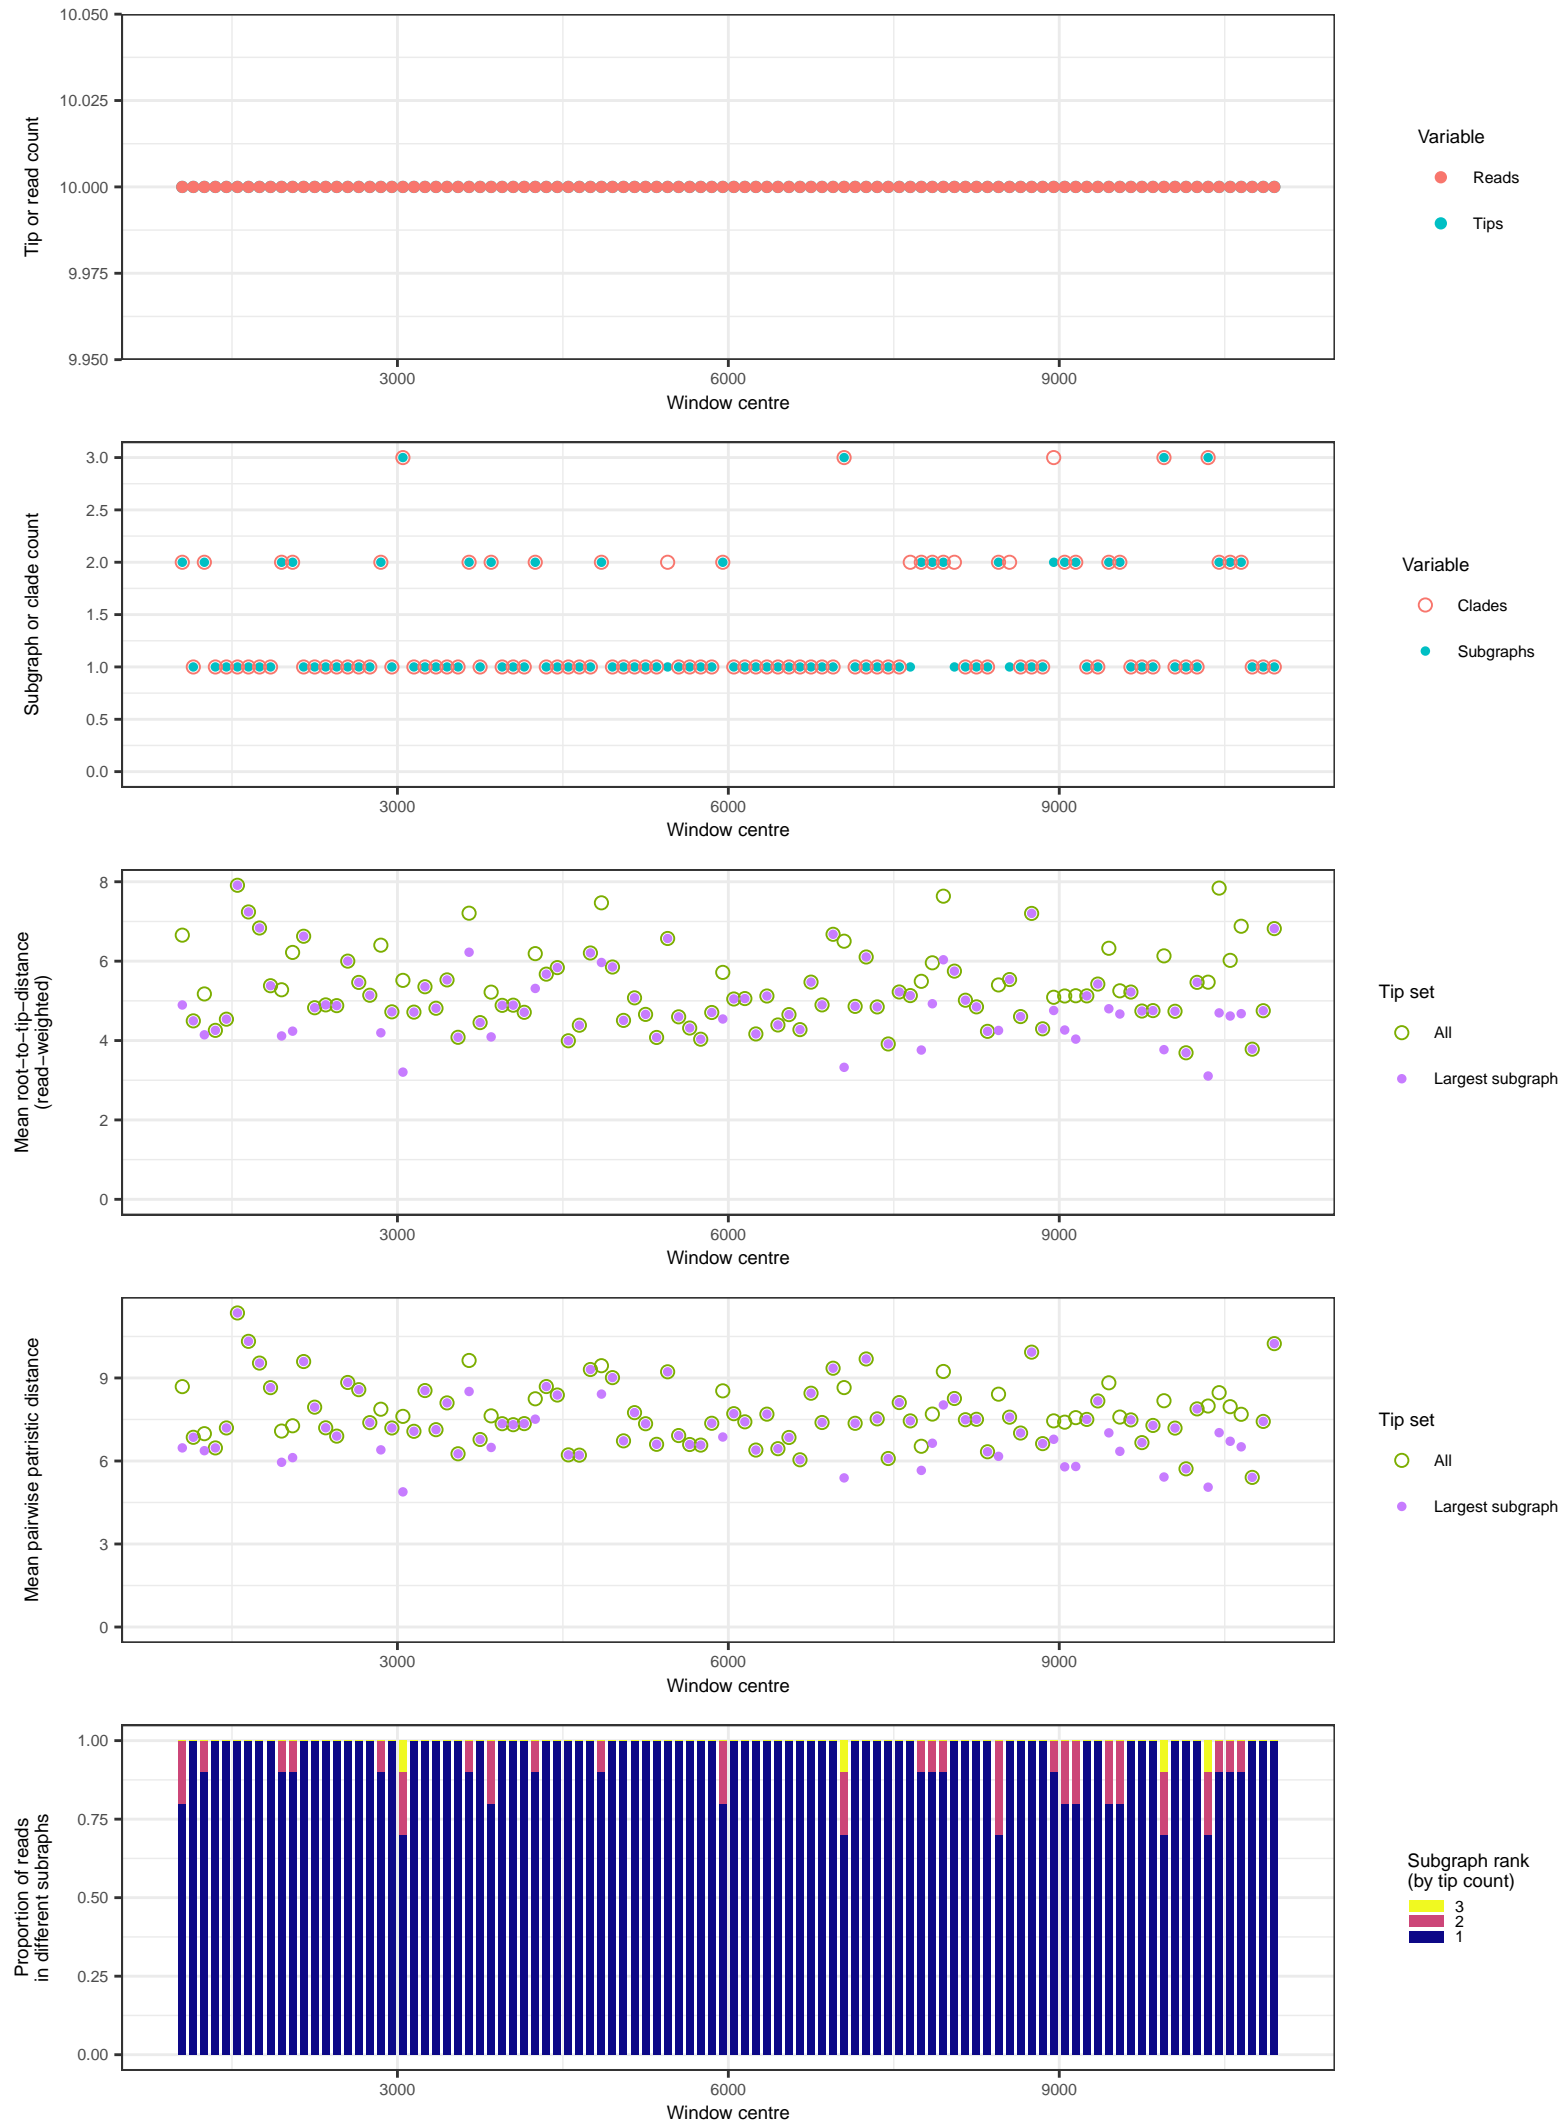 10.050
10.025
10.000
9.975
9.950
Tip or read count
3000 6000 9000
Window centre
Variable
Reads
Tips
3.0
2.5
2.0
1.5
1.0
0.5
0.0
Subgraph or clade count
3000 6000 9000
Window centre
Variable
Clades
Subgraphs
8
6
4
2
0
Mean root−to−tip−distance
(read−weighted)
3000 6000 9000
Window centre
Tip set
All
Largest subgraph
9
6
3
0
Mean pairwise patristic distance
3000 6000 9000
Window centre
Tip set
All
Largest subgraph
1.00
0.75
0.50
0.25
0.00
Proportion of reads
in different subraphs
3000 6000 9000
Window centre
Subgraph rank
(by tip count)
3
2
1